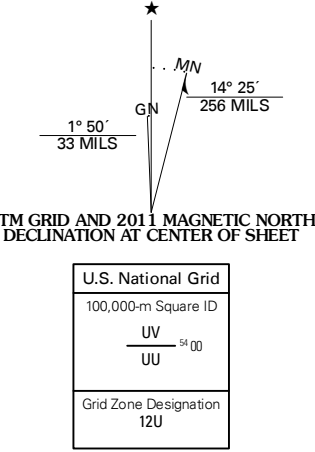 ★
MN
GN
14° 25´
256 MILS
1° 50´
33 MILS
TM GRID AND 2011 MAGNETIC NORTH
DECLINATION AT CENTER OF SHEET
U.S. National Grid
100,000-m Square ID
UV
54 00
UU
Grid Zone Designation
12U